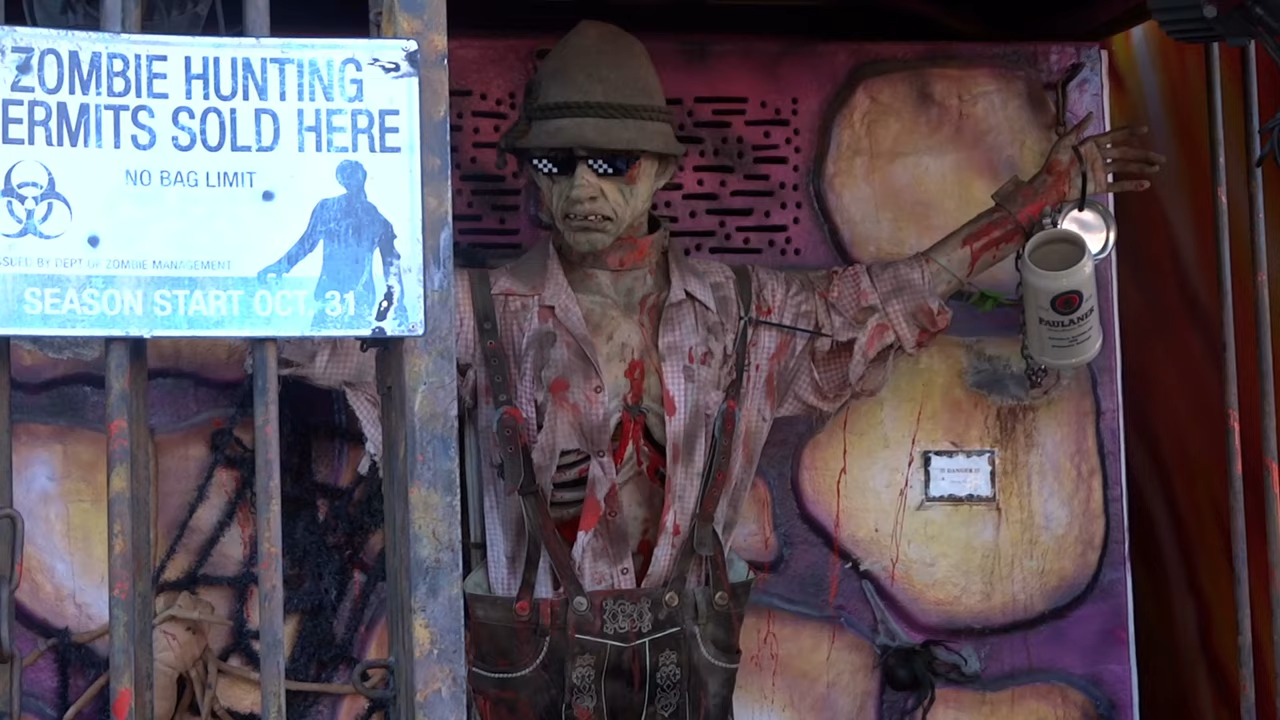 ZOMBIE HUNTING
ERMITS SOLD HERE
NO BAG LIMIT
SSUED BY DEPT OF ZOMBIE MANAGEMENT
SEASON START OCT. 31
PAULANER